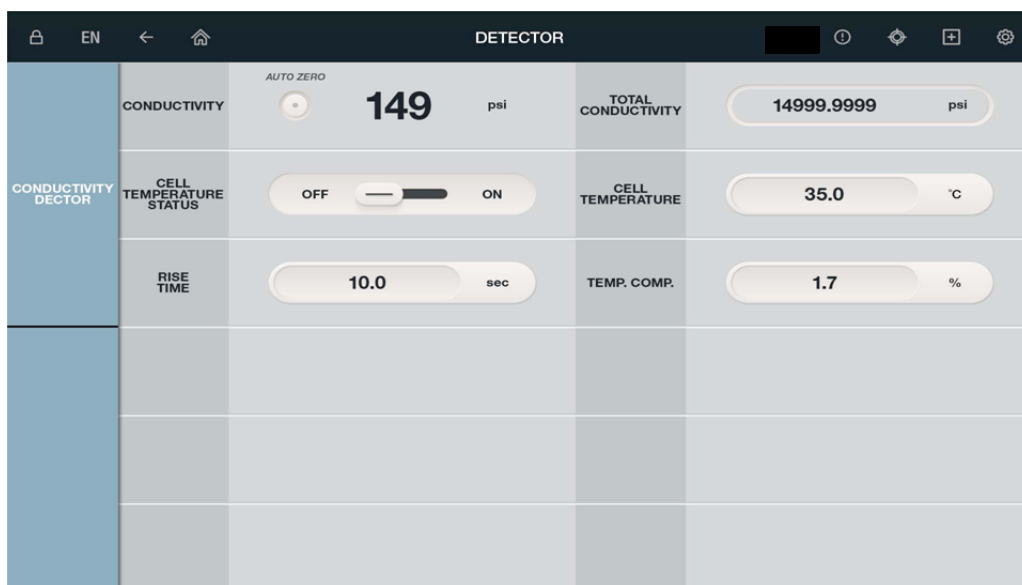 EN
DETECTOR
CONDUCTIVITY
DECTOR
CONDUCTIVITY
AUTO ZERO
149
psi
TOTAL
CONDUCTIVITY
14999.9999
psi
CELL
TEMPERATURE
STATUS
OFF
ON
CELL
TEMPERATURE
35.0
°C
RISE
TIME
10.0
sec
TEMP. COMP.
1.7
%